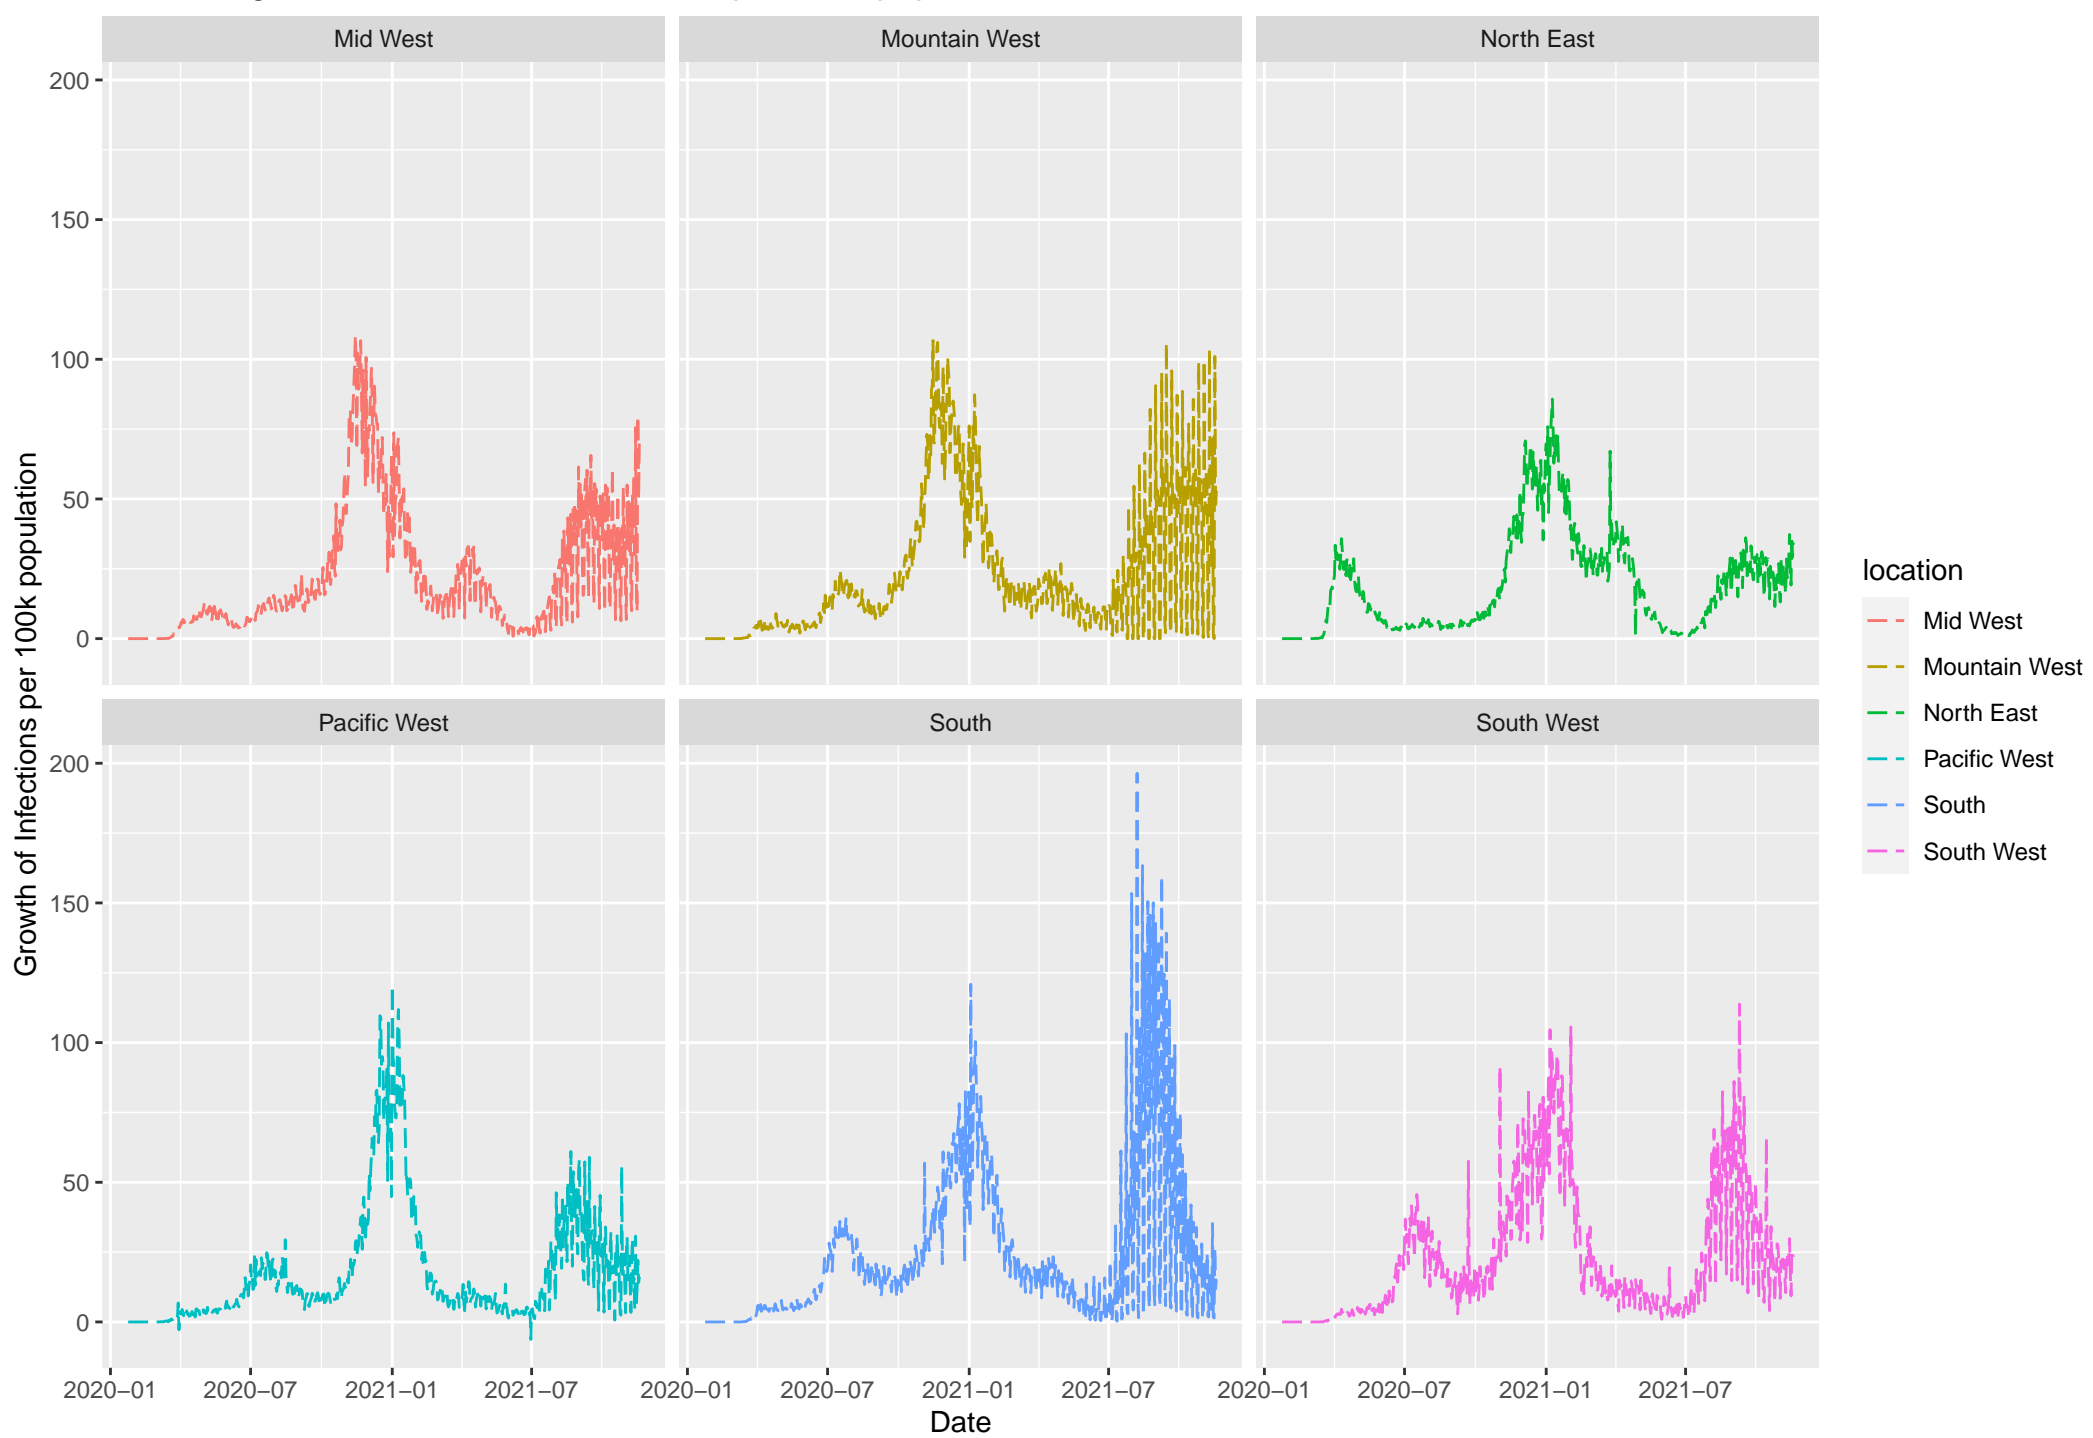 Mid West
Mountain West
North East
200
150
100
50
0
Pacific West
South
South West
200
150
100
50
0
2020−01
2020−07
2021−01
2021−07
2020−01
2020−07
2021−01
2021−07
2020−01
2020−07
2021−01
2021−07
Date
Growth of Infections per 100k population
location
Mid West
Mountain West
North East
Pacific West
South
South West